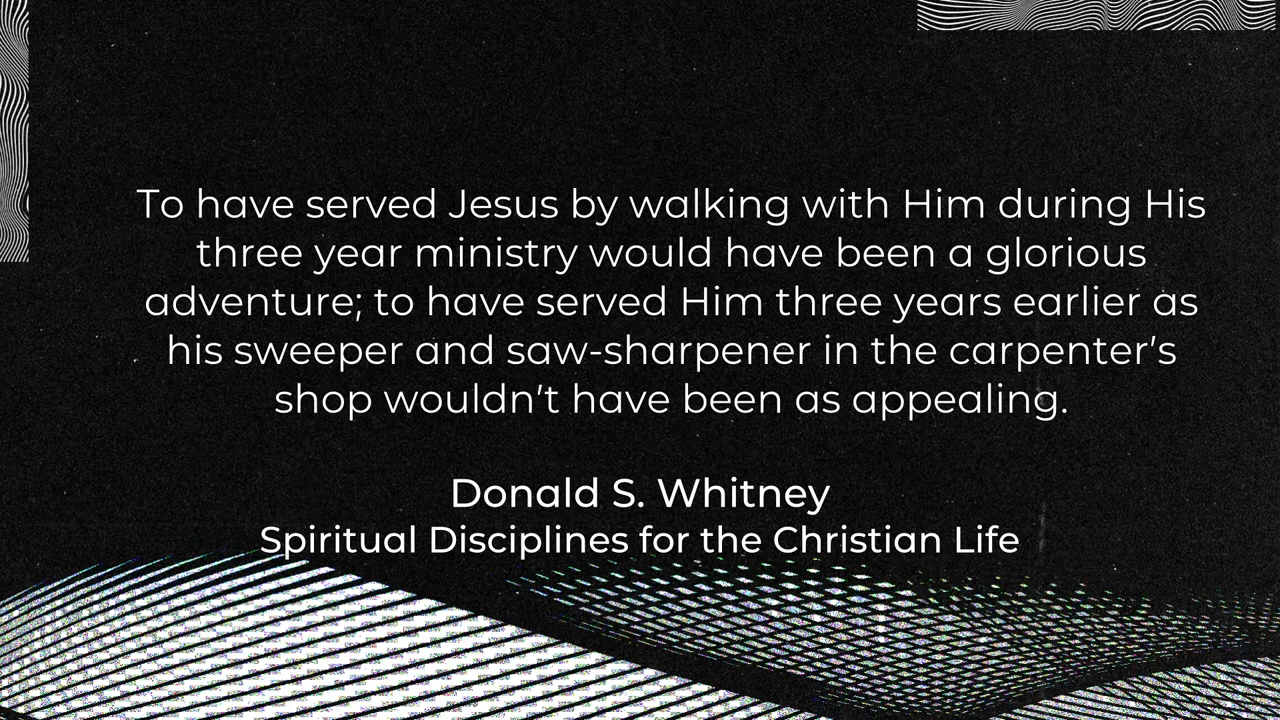 To have served Jesus by walking with Him during His
three year ministry would have been a glorious
adventure; to have served Him three years earlier as
his sweeper and saw-sharpener in the carpenter's
shop wouldn't have been as appealing.
Donald S. Whitney
Spiritual Disciplines for the Christian Life